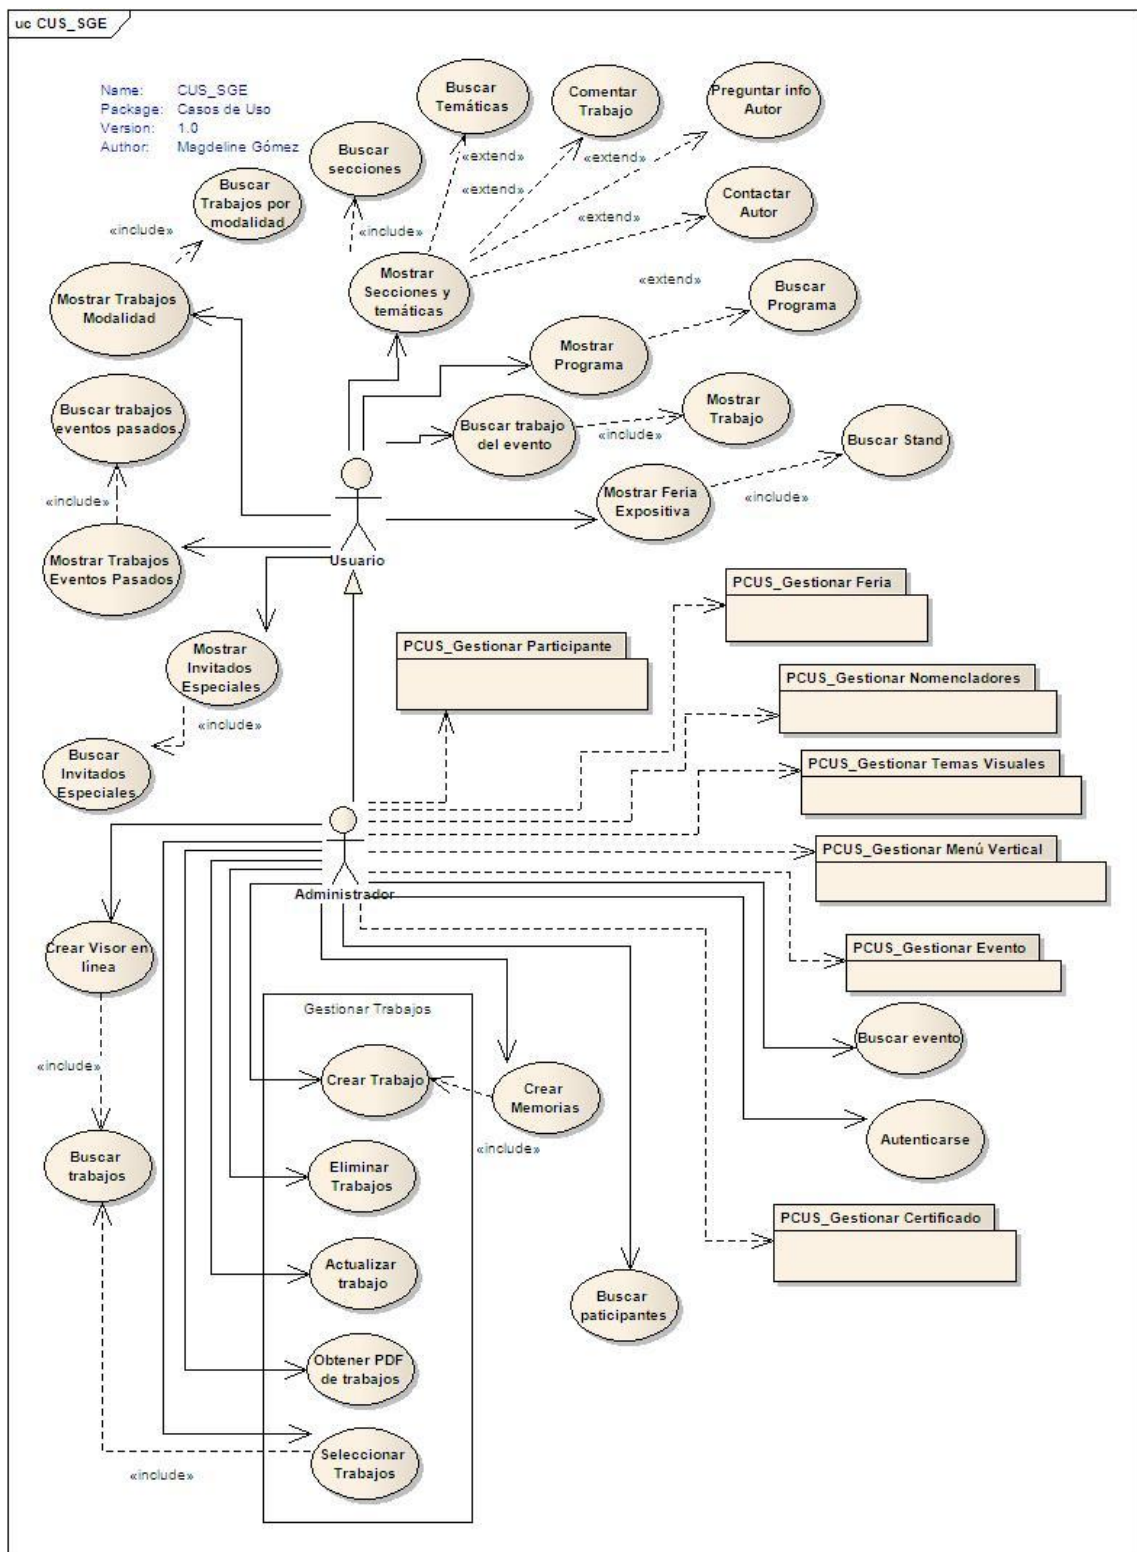 uc CUS_SGE
Name: CUS_SGE
Package: Casos de Uso
Version: 1.0
Author: Magdeline Gómez
Buscar
Temáticas
Comentar
Trabajo
Preguntar info
Autor
Buscar
secciones
«extend»
«extend»
«extend»
Buscar
Trabajos por
modalidad
Contactar
Autor
«extend»
«include»
«include»
Mostrar Trabajos
Modalidad
Mostrar
Secciones y
temáticas
«extend»
Buscar
Programa
Mostrar
Programa
Buscar trabajos
eventos pasados.
Mostrar
Trabajo
Buscar trabajo
del evento
«include»
Buscar Stand
«include»
Mostrar Feria
Expositiva
«include»
Mostrar Trabajos
Eventos Pasados
Usuario
PCUS_Gestionar Feria
PCUS_Gestionar Participante
Mostrar
Invitados
Especiales
PCUS_Gestionar Nomencladores
«include»
Buscar
Invitados
Especiales
PCUS_Gestionar Temas Visuales
PCUS_Gestionar Menú Vertical
Administrador
Crear Visor en
línea
PCUS_Gestionar Evento
Gestionar Trabajos
Buscar evento
«include»
Crear Trabajo
Crear
Memorias
Autenticarse
«include»
Buscar
trabajos
Eliminar
Trabajos
PCUS_Gestionar Certificado
Actualizar
trabajo
Buscar
paticipantes
Obtener PDF
de trabajos
Seleccionar
Trabajos
«include»